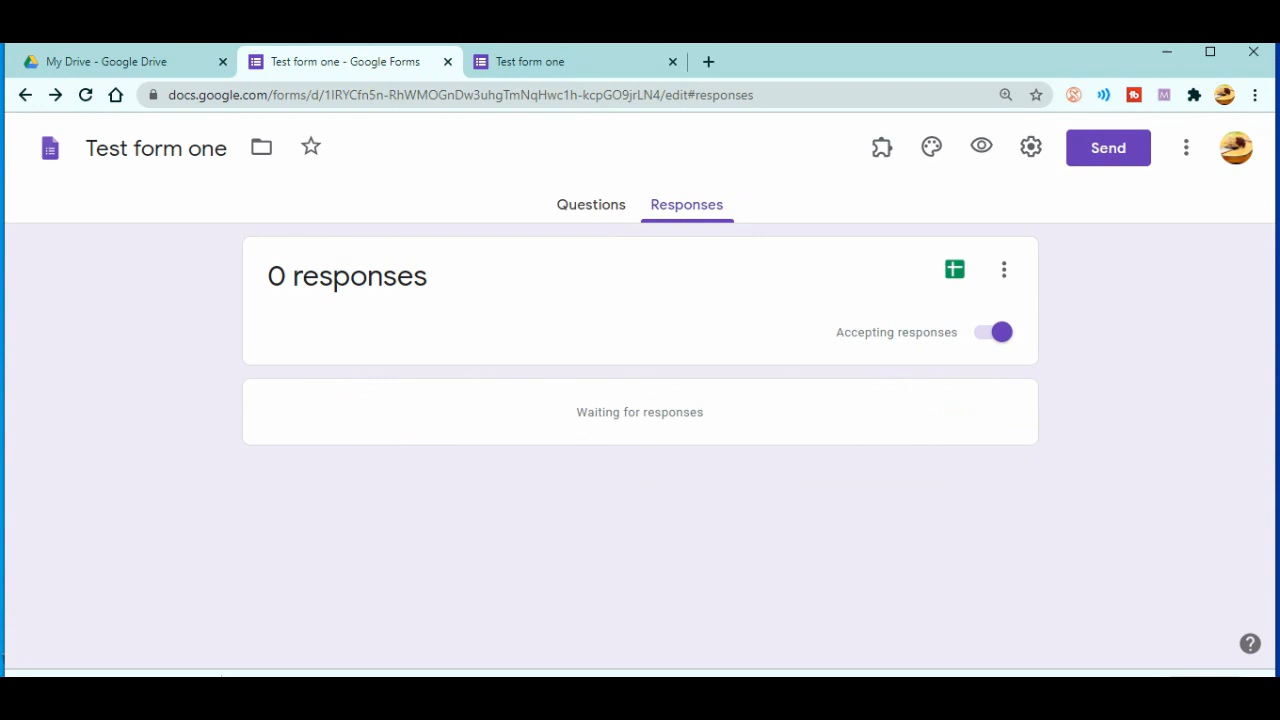 My Drive - Google Drive
Test form one - Google Forms
Test form one
docs.google.com/forms/d/1IRYCfn5n-RhWMOGnDw3uhgTmNqHwc1h-kcpGO9jrLN4/edit#responses
Test form one
Send
Questions
Responses
0 responses
Accepting responses
Waiting for responses